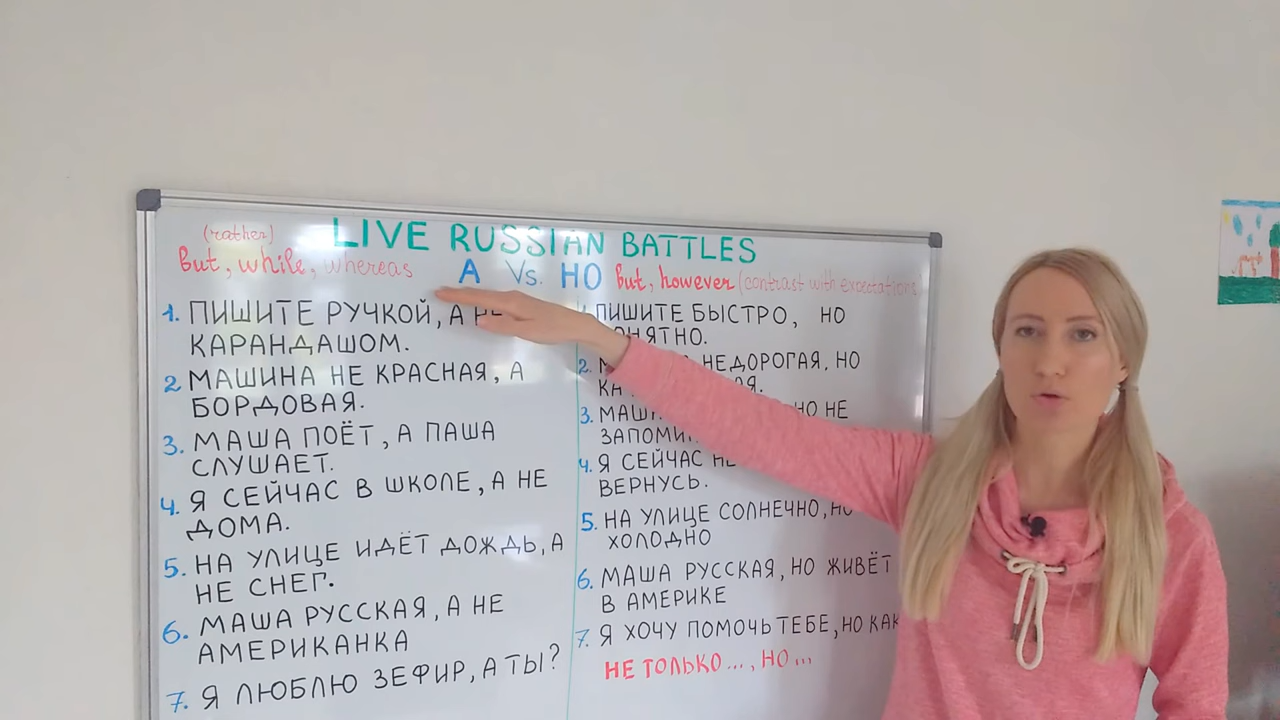 LIVE RUSSIAN BATTLES
(rather)
But, while, whereas А Vs. НО But, however (contrast with expectations
1. ПИШИТЕ РУЧКОЙ, А НЕ
КАРАНДАШОМ.
2 МАШИНА НЕ КРАСНАЯ, А
БОРДОВАЯ.
3. МАША ПОЁТ, А ПАША
СЛУШАЕТ.
4. Я СЕЙЧАС В ШКОЛЕ, А НЕ
ДОМА.
5. НА УЛИЦЕ ИДЁТ ДОЖДЬ, А
НЕ СНЕГ.
6. МАША РУССКАЯ, А НЕ
АМЕРИКАНКА
7. Я ЛЮБЛЮ ЗЕФИР, А ТЫ?
ПИШИТЕ БЫСТРО, НО
2. НЕДОРОГАЯ, НО
3. НО НЕ
4. Я СЕЙЧАС
ВЕРНУСЬ.
5. НА УЛИЦЕ СОЛНЕЧНО, НО
ХОЛОДНО
6. МАША РУССКАЯ, НО ЖИВЁТ
В АМЕРИКЕ
7. Я ХОЧУ ПОМОЧЬ ТЕБЕ, НО КАК
НЕ ТОЛЬКО..., НО...